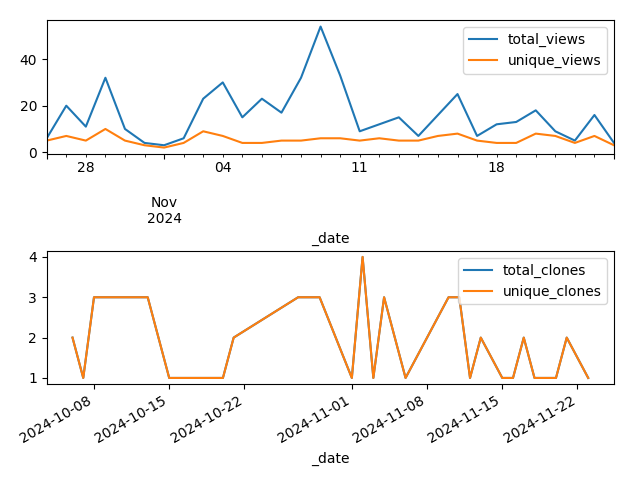 total_views
unique_views
40
20
0
28 04 11 18
Nov
2024
_date
total_clones
unique_clones
4
3
2
1
2024-10-08 2024-10-15 2024-10-22 2024-11-01 2024-11-08 2024-11-15 2024-11-22
_date